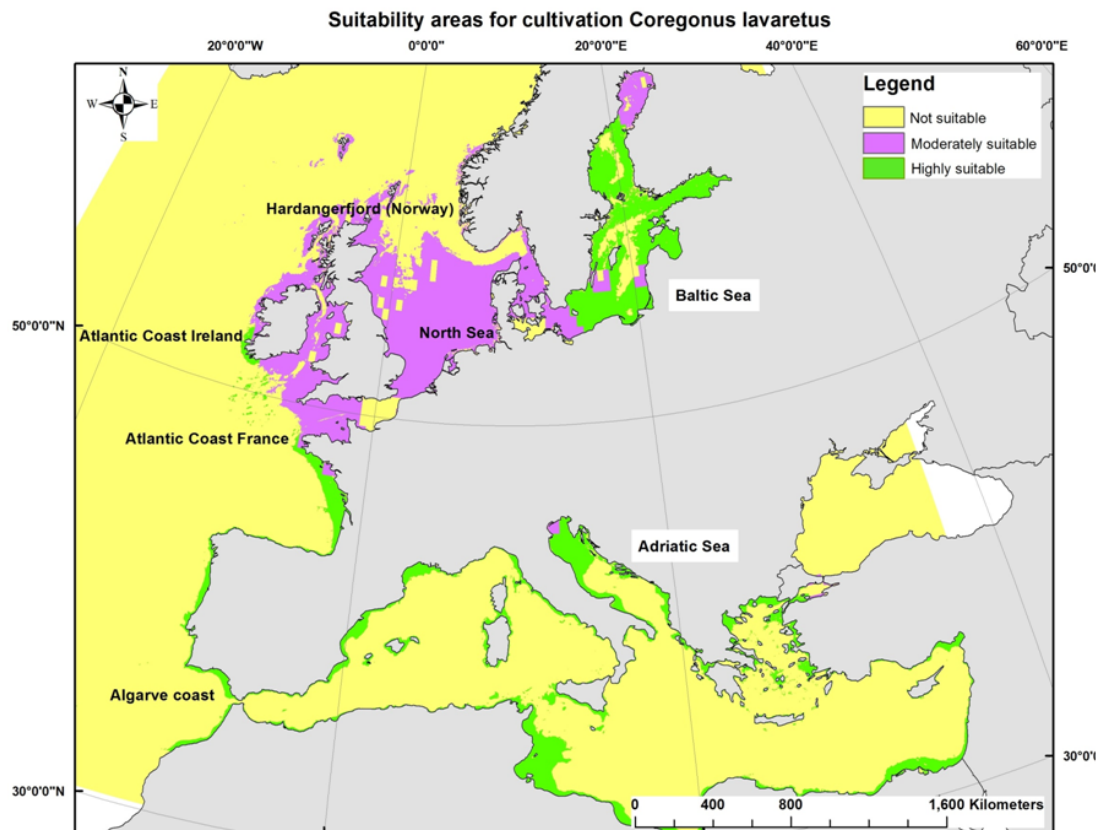 Suitability areas for cultivation Coregonus lavaretus
20°0'0"W 0°0'0" 20°0'0"E 40°0'0"E 60°0'0"E
N
W E
S
Legend
Not suitable
Moderately suitable
Highly suitable
Hardangerfjord (Norway)
50°0'0"
Baltic Sea
50°0'0"N
Atlantic Coast Ireland
North Sea
Atlantic Coast France
Adriatic Sea
Algarve coast
30°0'0"
30°0'0"N
0 400 800 1,600 Kilometers